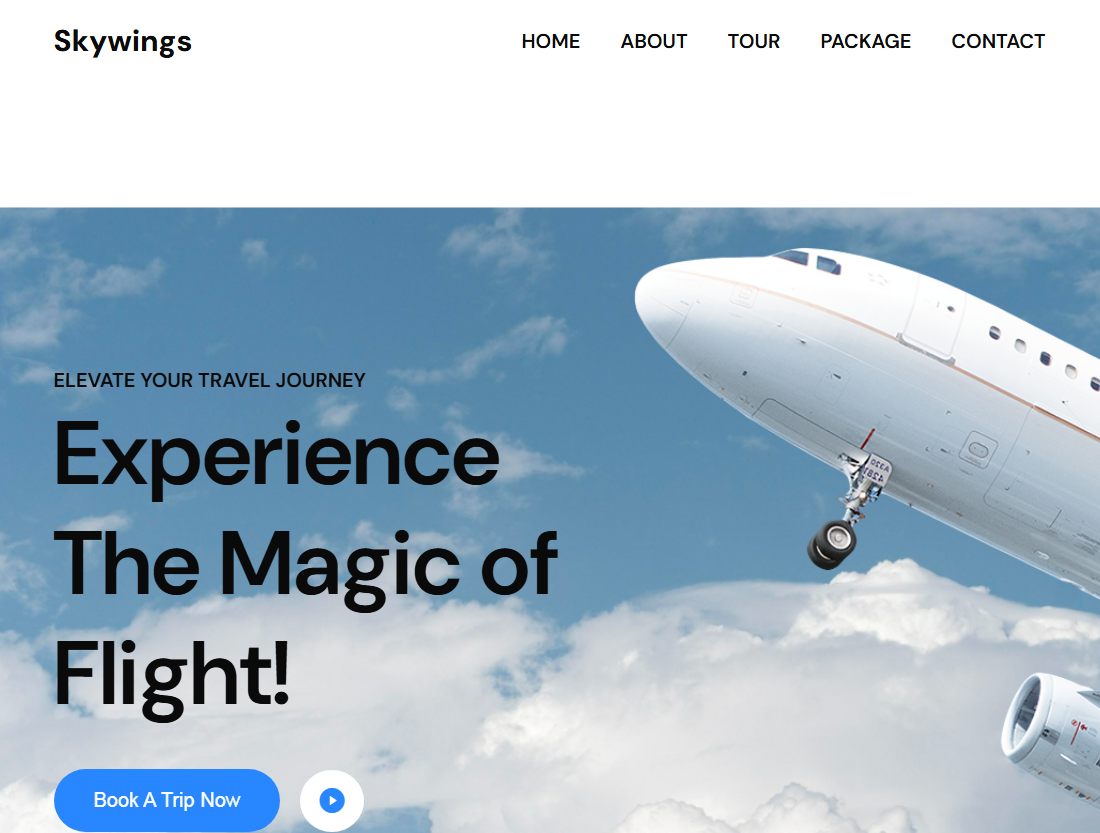 Skywings
HOME ABOUT TOUR PACKAGE CONTACT
ELEVATE YOUR TRAVEL JOURNEY
Experience
The Magic of
Flight!
Book A Trip Now